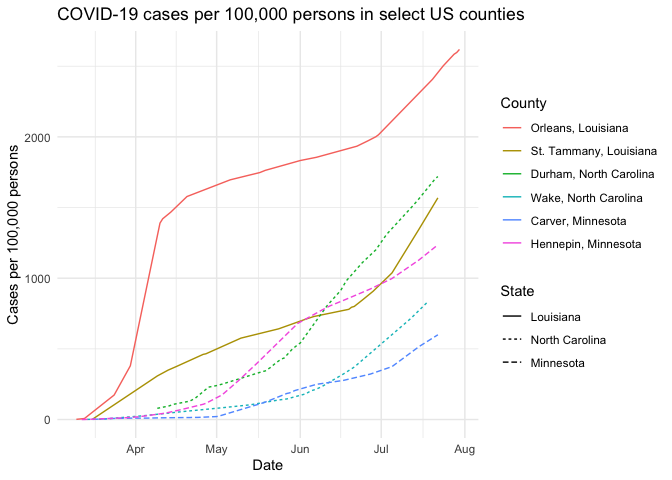 COVID-19 cases per 100,000 persons in select US counties
Cases per 100,000 persons
2000
1000
0
Apr
May
Jun
Jul
Aug
Date
County
Orleans, Louisiana
St. Tammany, Louisiana
Durham, North Carolina
Wake, North Carolina
Carver, Minnesota
Hennepin, Minnesota
State
Louisiana
North Carolina
Minnesota